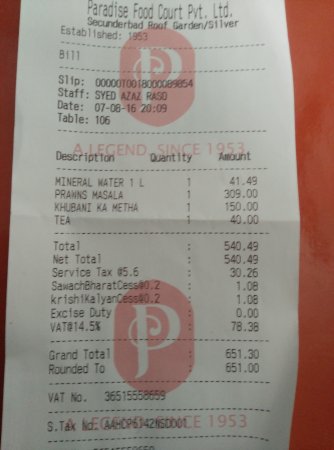 Paradise Food Court Pvt. Ltd.
Secunderbad Roof Garden/Silver
Established: 1953
Bill
Slip: 0000T0018000089854
Staff: SYED AZAZ RASO
Date: 07-08-16 20:09
Table: 106
A LEGEND SINCE 1953
Description Quantity Amount
MINERAL WATER 1 L 1 41.49
PRAWNS MASALA 1 309.00
KHUBANI KA METHA 1 150.00
TEA 1 40.00
Total : 540.49
Net Total : 540.49
Service Tax @5.6 : 30.26
SawachBharatCess@0.2 : 1.08
krishiKalyanCess@0.2 : 1.08
Excise Duty : 0.00
VAT@14.5% : 78.38
Grand Total : 651.30
Rounded To : 651.00
VAT No. 36515558659
A LEGEND SINCE 1953
S.Tax No.